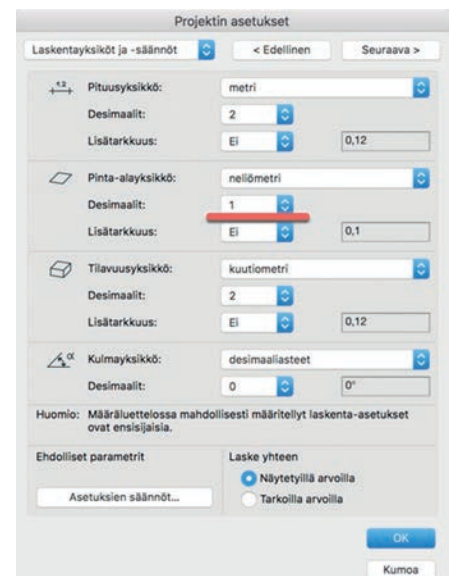 Projektin asetukset
Laskentayksiköt ja -säännöt < Edellinen Seuraava >
1,2 Pituusyksikkö: metri
Desimaalit: 2
Lisätarkkuus: Ei 0,12
Pinta-alayksikkö: neliömetri
Desimaalit: 1
Lisätarkkuus: Ei 0,1
Tilavuusyksikkö: kuutiometri
Desimaalit: 2
Lisätarkkuus: Ei 0,12
α Kulmayksikkö: desimaaliasteet
Desimaalit: 0 0°
Huomio: Määräluettelossa mahdollisesti määritellyt laskenta-asetukset
ovat ensisijaisia.
Ehdolliset parametrit Laske yhteen
Näytetyillä arvoilla
Asetuksien säännöt... Tarkoilla arvoilla
OK
Kumoa